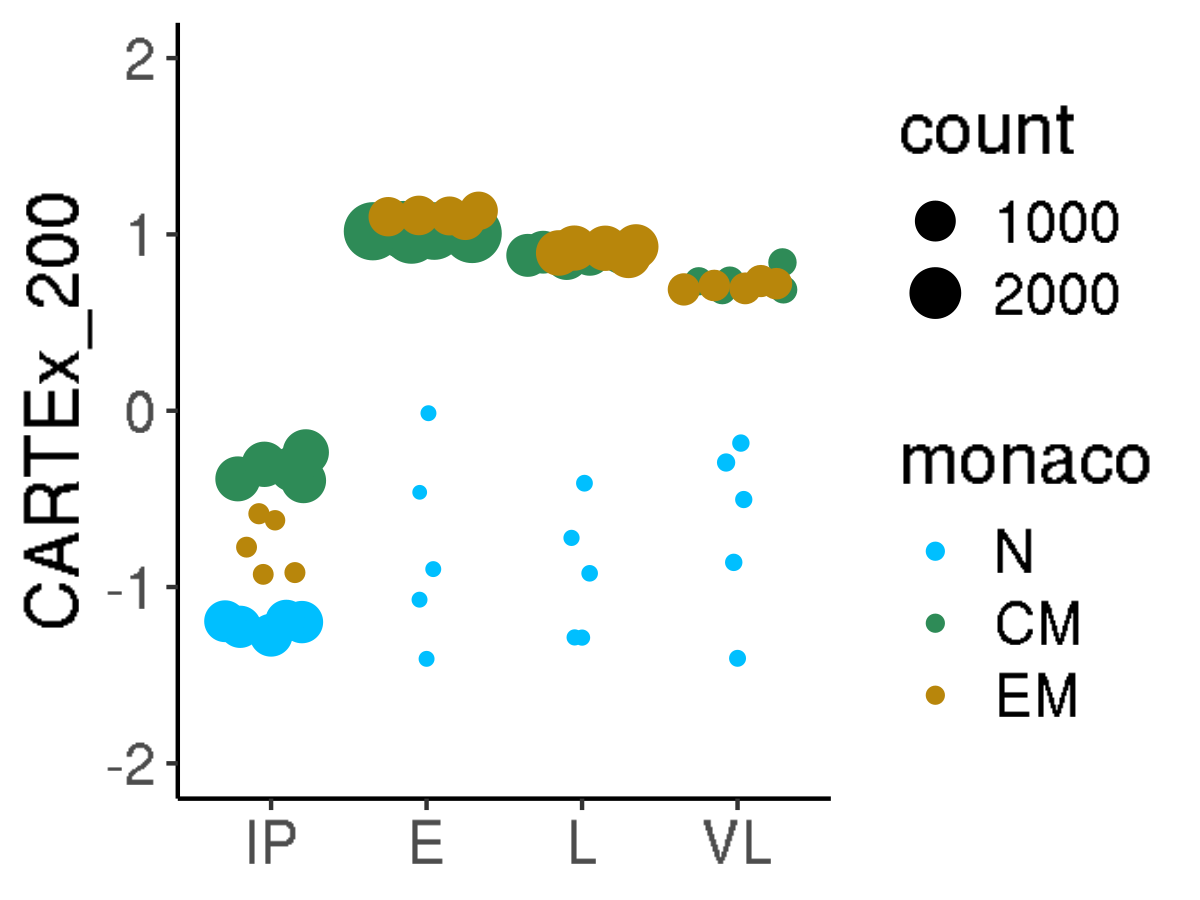 CARTEx_200
2
1
0
-1
-2
IP E L VL
count
1000
2000
monaco
N
CM
EM